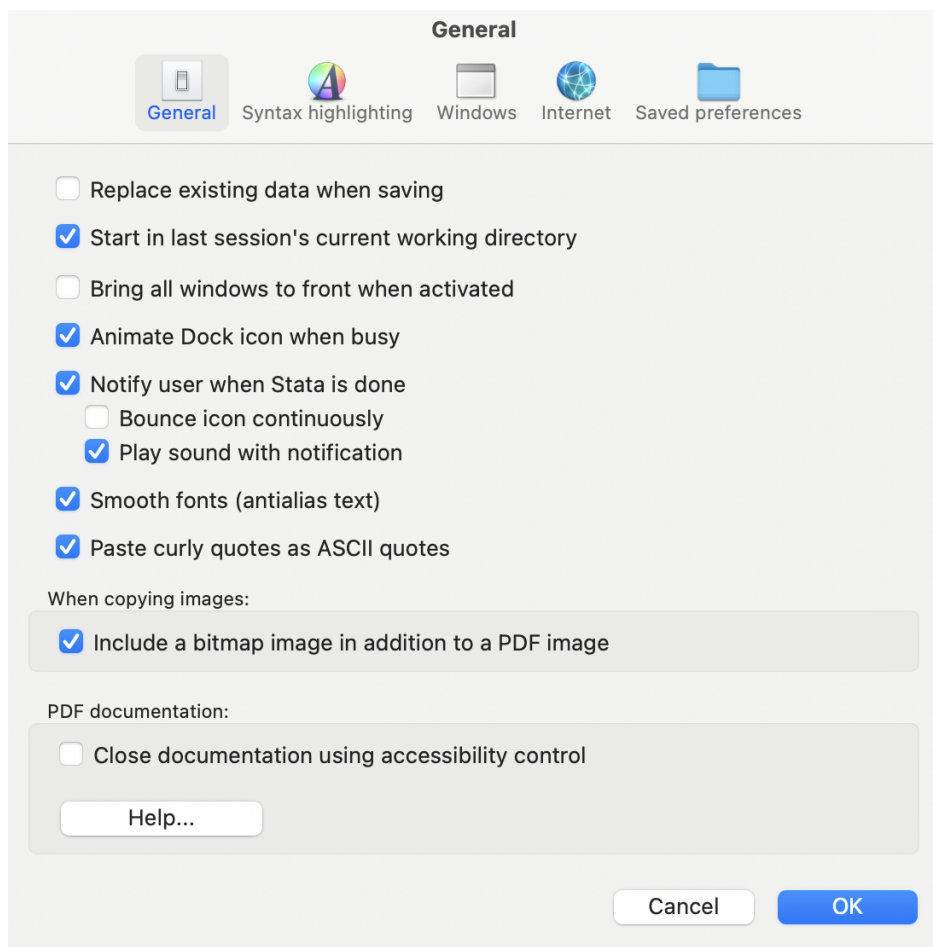 General
General
Syntax highlighting
Windows
Internet
Saved preferences
Replace existing data when saving
Start in last session's current working directory
Bring all windows to front when activated
Animate Dock icon when busy
Notify user when Stata is done
Bounce icon continuously
Play sound with notification
Smooth fonts (antialias text)
Paste curly quotes as ASCII quotes
When copying images:
Include a bitmap image in addition to a PDF image
PDF documentation:
Close documentation using accessibility control
Help...
Cancel
OK